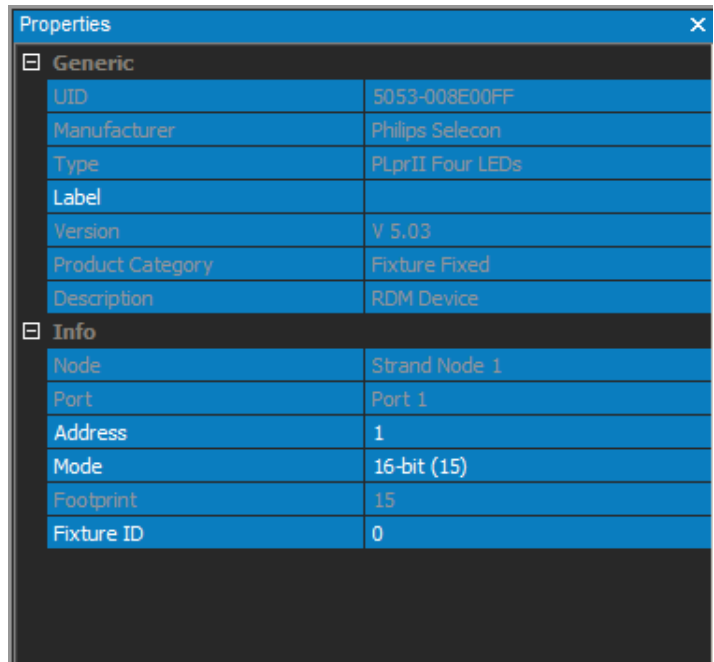 Properties
Generic
UID 5053-008E00FF
Manufacturer Philips Selecon
Type PLprII Four LEDs
Label
Version V 5.03
Product Category Fixture Fixed
Description RDM Device
Info
Node Strand Node 1
Port Port 1
Address 1
Mode 16-bit (15)
Footprint 15
Fixture ID 0